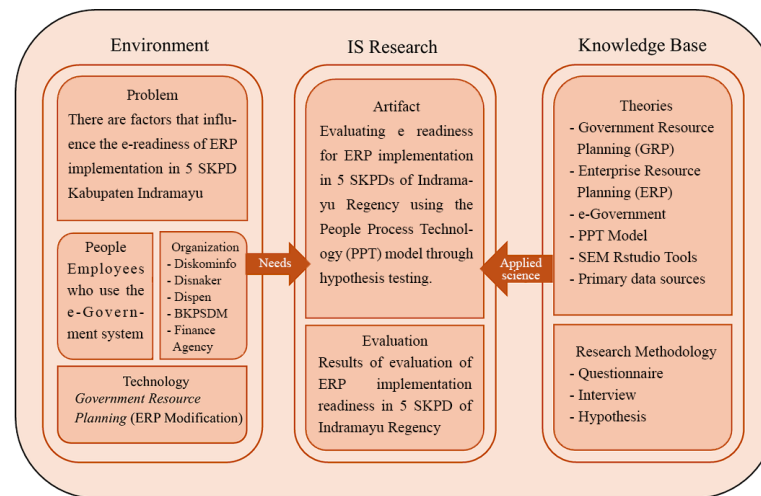 Environment
Problem
There are factors that influ-
ence the e-readiness of ERP
implementation in 5 SKPD
Kabupaten Indramayu
People
Employees
who use the
e-Govern-
ment system
Organization
- Diskominfo
- Disnaker
- Dispen
- BKPSDM
- Finance
Agency
Technology
Government Resource
Planning (ERP Modification)
Needs
IS Research
Artifact
Evaluating e readiness
for ERP implementation
in 5 SKPDs of Indrama-
yu Regency using the
People Process Technol-
ogy (PPT) model through
hypothesis testing.
Evaluation
Results of evaluation of
ERP implementation
readiness in 5 SKPD of
Indramayu Regency
Applied
science
Knowledge Base
Theories
- Government Resource
Planning (GRP)
- Enterprise Resource
Planning (ERP)
- e-Government
- PPT Model
- SEM Rstudio Tools
- Primary data sources
Research Methodology
- Questionnaire
- Interview
- Hypothesis